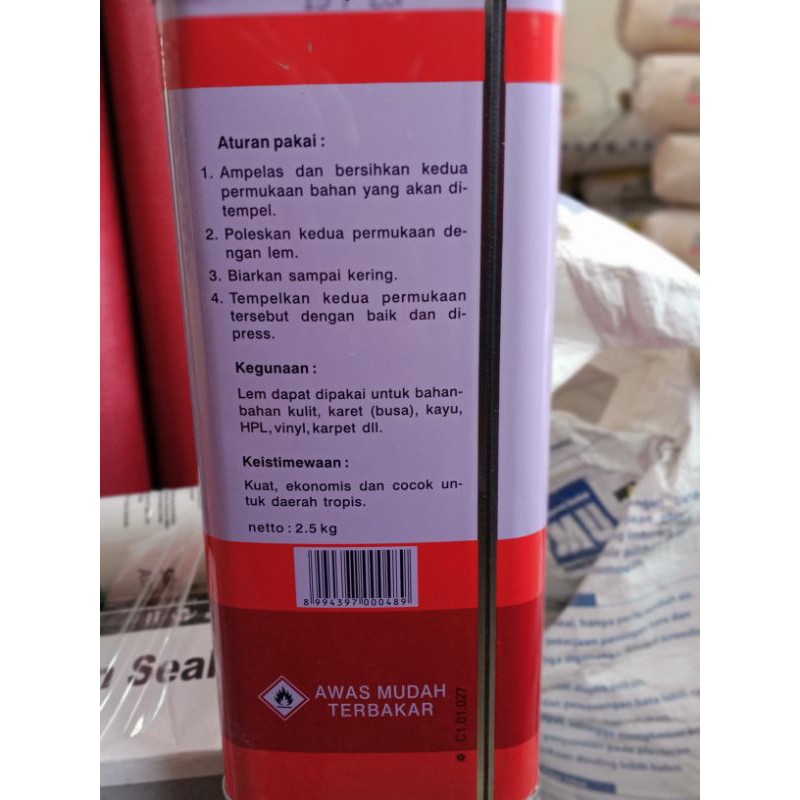 Aturan pakai :
1. Ampelas dan bersihkan kedua
permukaan bahan yang akan di-
tempel.
2. Poleskan kedua permukaan de-
ngan lem.
3. Biarkan sampai kering.
4. Tempelkan kedua permukaan
tersebut dengan baik dan di-
press.
Kegunaan :
Lem dapat dipakai untuk bahan-
bahan kulit, karet (busa), kayu,
HPL, vinyl, karpet dll.
Keistimewaan :
Kuat, ekonomis dan cocok un-
tuk daerah tropis.
netto : 2.5 kg
8 994397 000489
AWAS MUDAH
TERBAKAR
C1.01.027
Seal